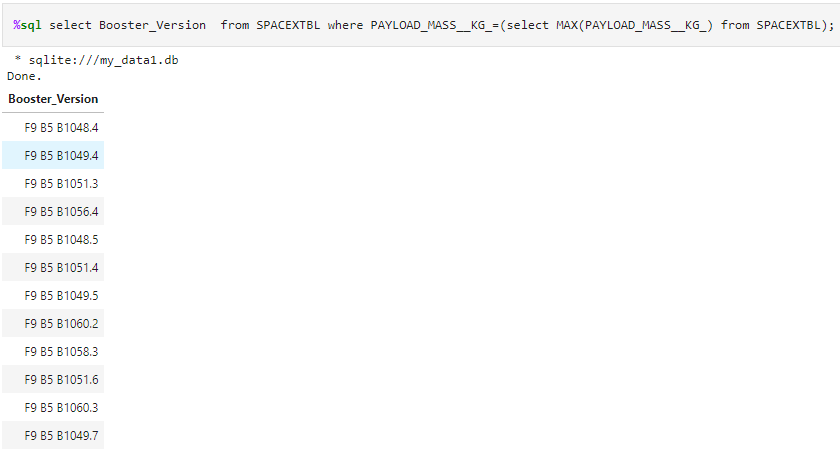 %sql select Booster_Version  from SPACEXTBL where PAYLOAD_MASS__KG_=(select MAX(PAYLOAD_MASS__KG_) from SPACEXTBL);
* sqlite:///my_data1.db
Done.
Booster_Version
F9 B5 B1048.4
F9 B5 B1049.4
F9 B5 B1051.3
F9 B5 B1056.4
F9 B5 B1048.5
F9 B5 B1051.4
F9 B5 B1049.5
F9 B5 B1060.2
F9 B5 B1058.3
F9 B5 B1051.6
F9 B5 B1060.3
F9 B5 B1049.7